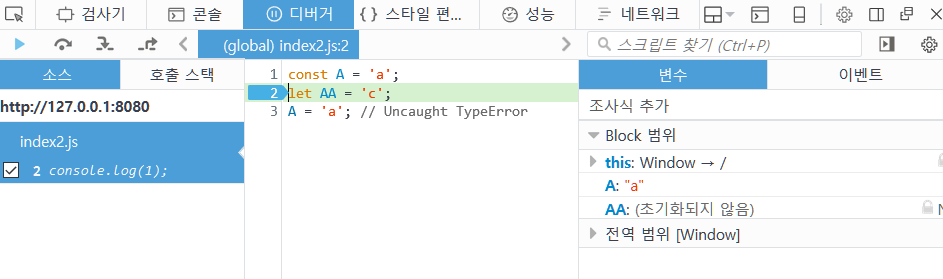 검사기 콘솔 디버거 스타일 편... 성능 네트워크
(global) index2.js:2 스크립트 찾기 (Ctrl+P)
소스 호출 스택
http://127.0.0.1:8080
index2.js
2 console.log(1);
1 const A = 'a';
2 let AA = 'c';
3 A = 'a'; // Uncaught TypeError
변수 이벤트
조사식 추가
Block 범위
this: Window → /
A: "a"
AA: (초기화되지 않음)
전역 범위 [Window]